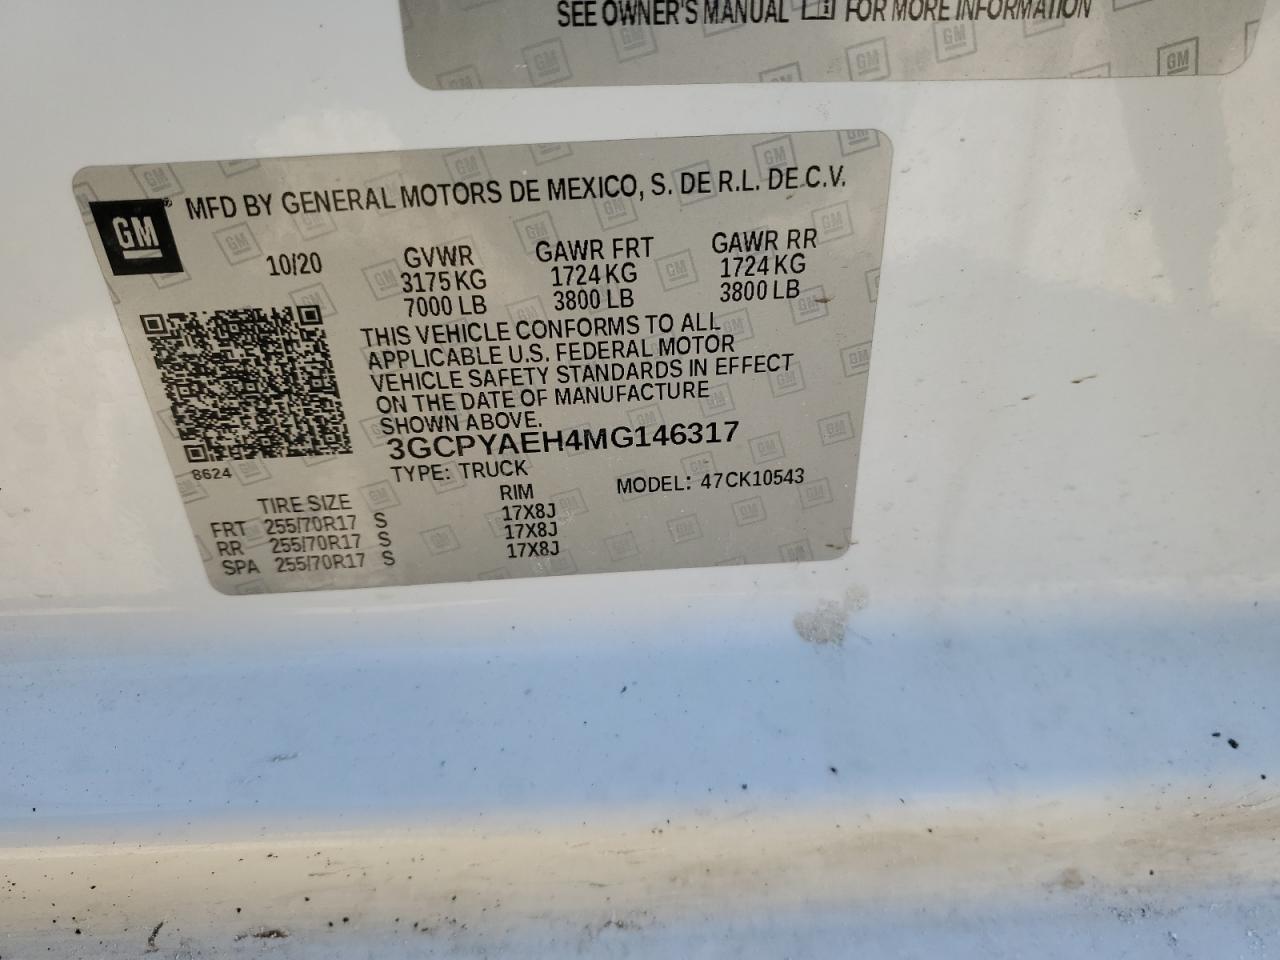 SEE OWNER'S MANUAL FOR MORE INFORMATION
GM
MFD BY GENERAL MOTORS DE MEXICO, S. DE R.L. DE C.V.
10/20 GVWR GAWR FRT GAWR RR
3175 KG 1724 KG 1724 KG
7000 LB 3800 LB 3800 LB
THIS VEHICLE CONFORMS TO ALL
APPLICABLE U.S. FEDERAL MOTOR
VEHICLE SAFETY STANDARDS IN EFFECT
ON THE DATE OF MANUFACTURE
SHOWN ABOVE.
3GCPYAEH4MG146317
8624
TYPE: TRUCK MODEL: 47CK10543
TIRE SIZE RIM
FRT 255/70R17 S 17X8J
RR 255/70R17 S 17X8J
SPA 255/70R17 S 17X8J